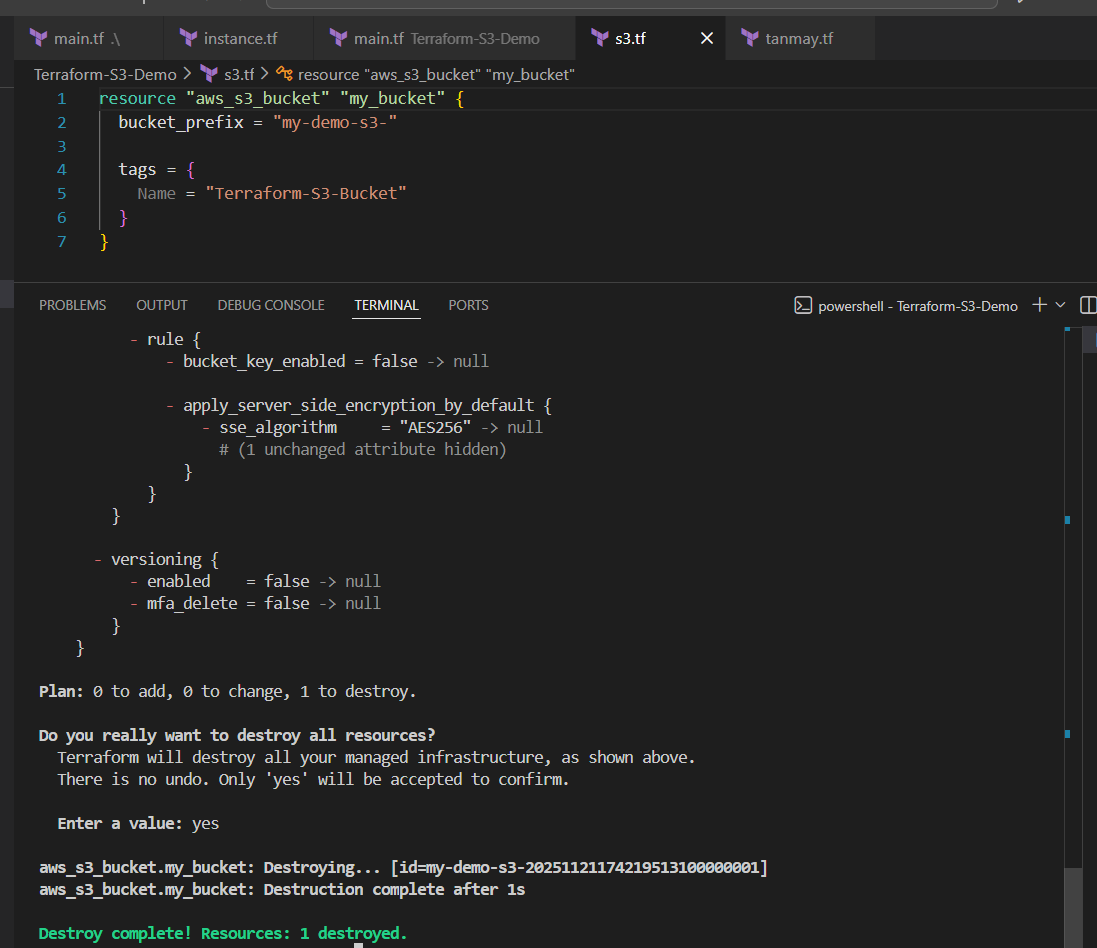 main.tf .\ instance.tf main.tf Terraform-S3-Demo s3.tf tanmay.tf
Terraform-S3-Demo > s3.tf > resource "aws_s3_bucket" "my_bucket"
1 resource "aws_s3_bucket" "my_bucket" {
2 bucket_prefix = "my-demo-s3-"
3
4 tags = {
5 Name = "Terraform-S3-Bucket"
6 }
7 }
PROBLEMS OUTPUT DEBUG CONSOLE TERMINAL PORTS powershell - Terraform-S3-Demo
- rule {
- bucket_key_enabled = false -> null
- apply_server_side_encryption_by_default {
- sse_algorithm = "AES256" -> null
# (1 unchanged attribute hidden)
}
}
}
- versioning {
- enabled = false -> null
- mfa_delete = false -> null
}
}
Plan: 0 to add, 0 to change, 1 to destroy.
Do you really want to destroy all resources?
Terraform will destroy all your managed infrastructure, as shown above.
There is no undo. Only 'yes' will be accepted to confirm.
Enter a value: yes
aws_s3_bucket.my_bucket: Destroying... [id=my-demo-s3-20251121174219513100000001]
aws_s3_bucket.my_bucket: Destruction complete after 1s
Destroy complete! Resources: 1 destroyed.